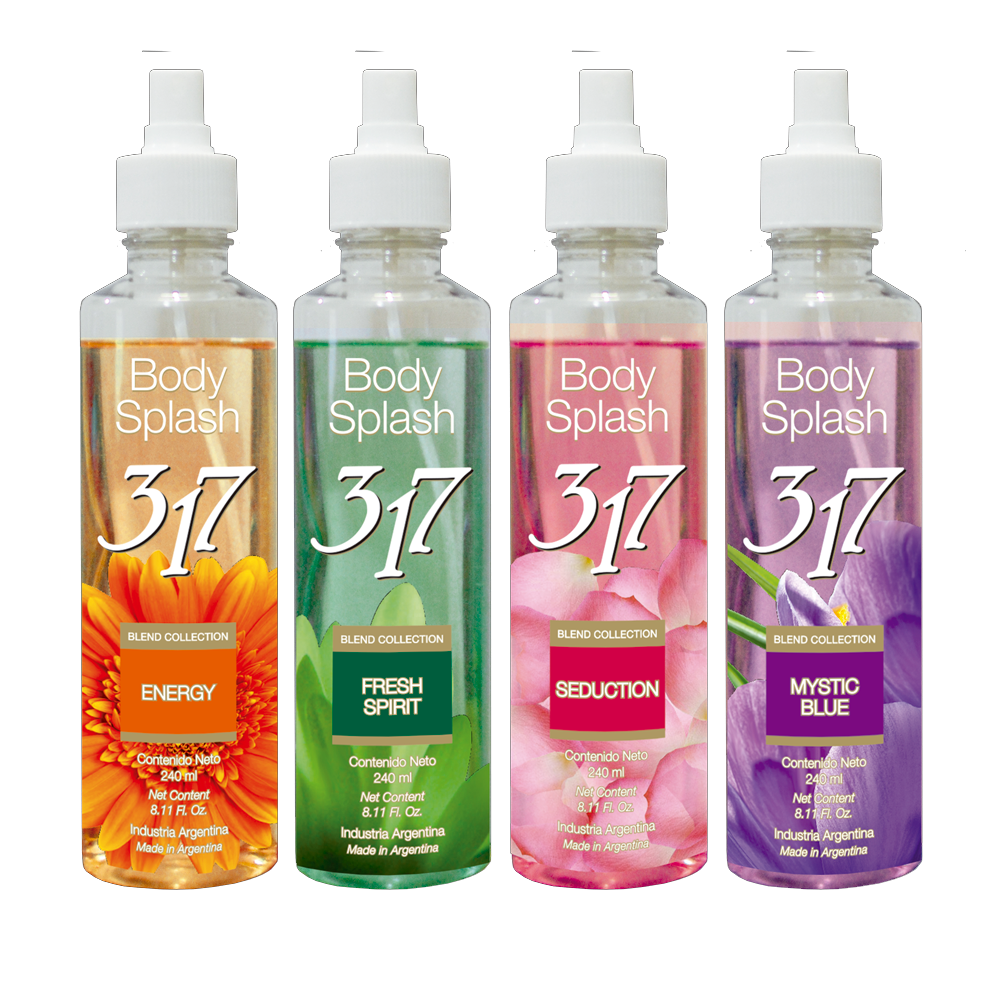 Body
Splash
317
BLEND COLLECTION
ENERGY
Contenido Neto
240 ml
Net Content
8.11 Fl. Oz.
Industria Argentina
Made in Argentina
Body
Splash
317
BLEND COLLECTION
FRESH
SPIRIT
Contenido Neto
240 ml
Net Content
8.11 Fl. Oz.
Industria Argentina
Made in Argentina
Body
Splash
317
BLEND COLLECTION
SEDUCTION
Contenido Neto
240 ml
Net Content
8.11 Fl. Oz.
Industria Argentina
Made in Argentina
Body
Splash
317
BLEND COLLECTION
MYSTIC
BLUE
Contenido Neto
240 ml
Net Content
8.11 Fl. Oz.
Industria Argentina
Made in Argentina